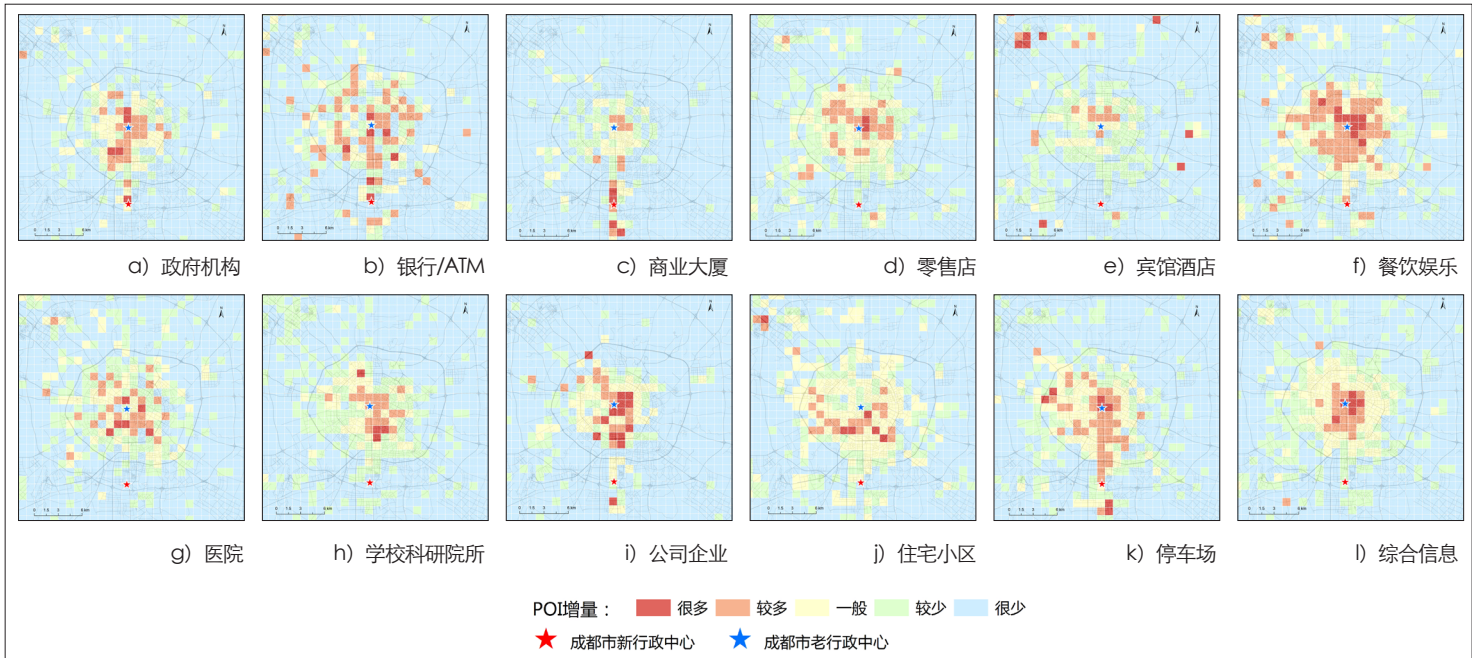 a）政府机构
b）银行/ATM
c）商业大厦
d）零售店
e）宾馆酒店
f）餐饮娱乐
g）医院
h）学校科研院所
i）公司企业
j）住宅小区
k）停车场
l）综合信息
POI增量：
很多
较多
一般
较少
很少
成都市新行政中心
成都市老行政中心